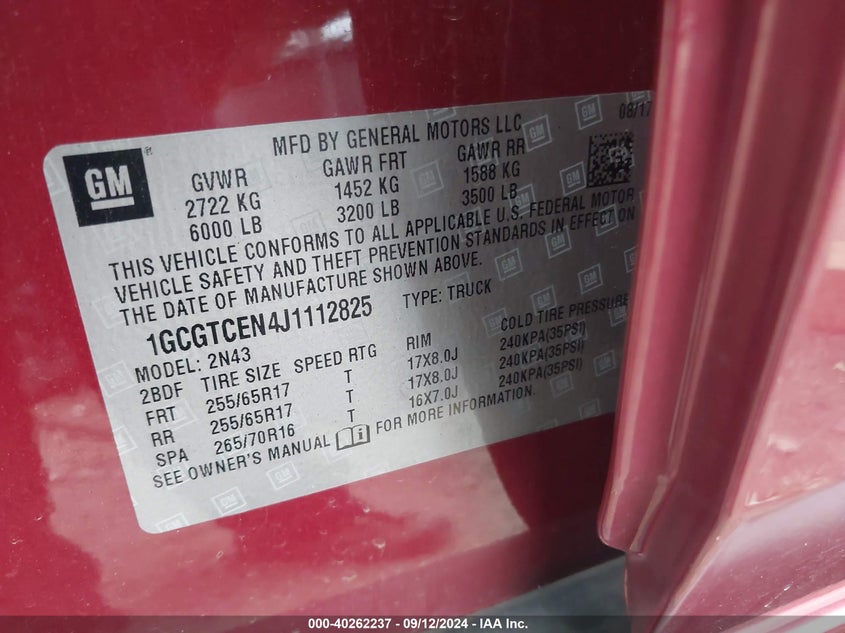 08/17
MFD BY GENERAL MOTORS LLC
GM ®
GVWR GAWR FRT GAWR RR
2722 KG 1452 KG 1588 KG
6000 LB 3200 LB 3500 LB
THIS VEHICLE CONFORMS TO ALL APPLICABLE U.S. FEDERAL MOTOR
VEHICLE SAFETY AND THEFT PREVENTION STANDARDS IN EFFECT ON
THE DATE OF MANUFACTURE SHOWN ABOVE.
1GCGTCEN4J1112825 TYPE: TRUCK
MODEL: 2N43
2BDF TIRE SIZE SPEED RTG RIM COLD TIRE PRESSURE
FRT 255/65R17 T 17X8.0J 240KPA(35PSI)
RR 255/65R17 T 17X8.0J 240KPA(35PSI)
SPA 265/70R16 T 16X7.0J 240KPA(35PSI)
SEE OWNER'S MANUAL FOR MORE INFORMATION.
000-40262237 - 09/12/2024 - IAA Inc.